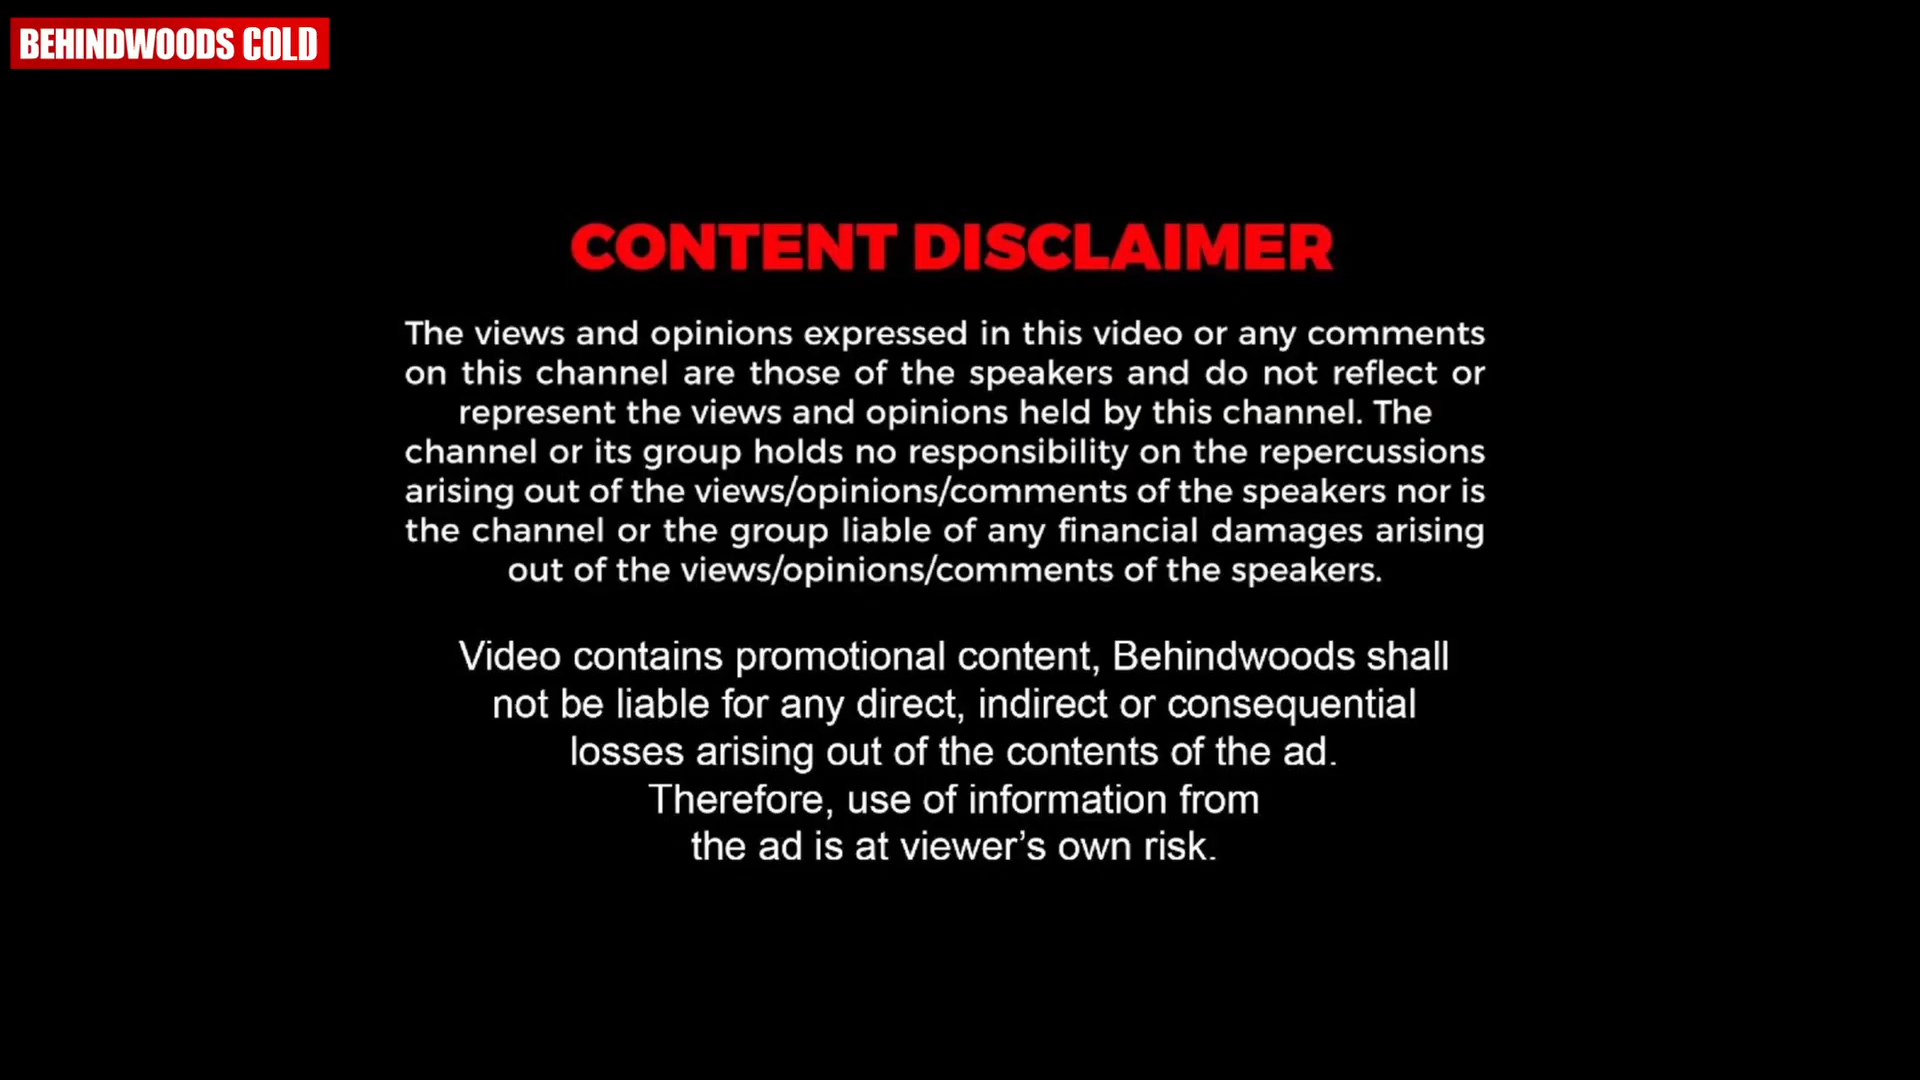 BEHINDWOODS COLD
CONTENT DISCLAIMER
The views and opinions expressed in this video or any comments
on this channel are those of the speakers and do not reflect or
represent the views and opinions held by this channel. The
channel or its group holds no responsibility on the repercussions
arising out of the views/opinions/comments of the speakers nor is
the channel or the group liable of any financial damages arising
out of the views/opinions/comments of the speakers.
Video contains promotional content, Behindwoods shall
not be liable for any direct, indirect or consequential
losses arising out of the contents of the ad.
Therefore, use of information from
the ad is at viewer’s own risk.